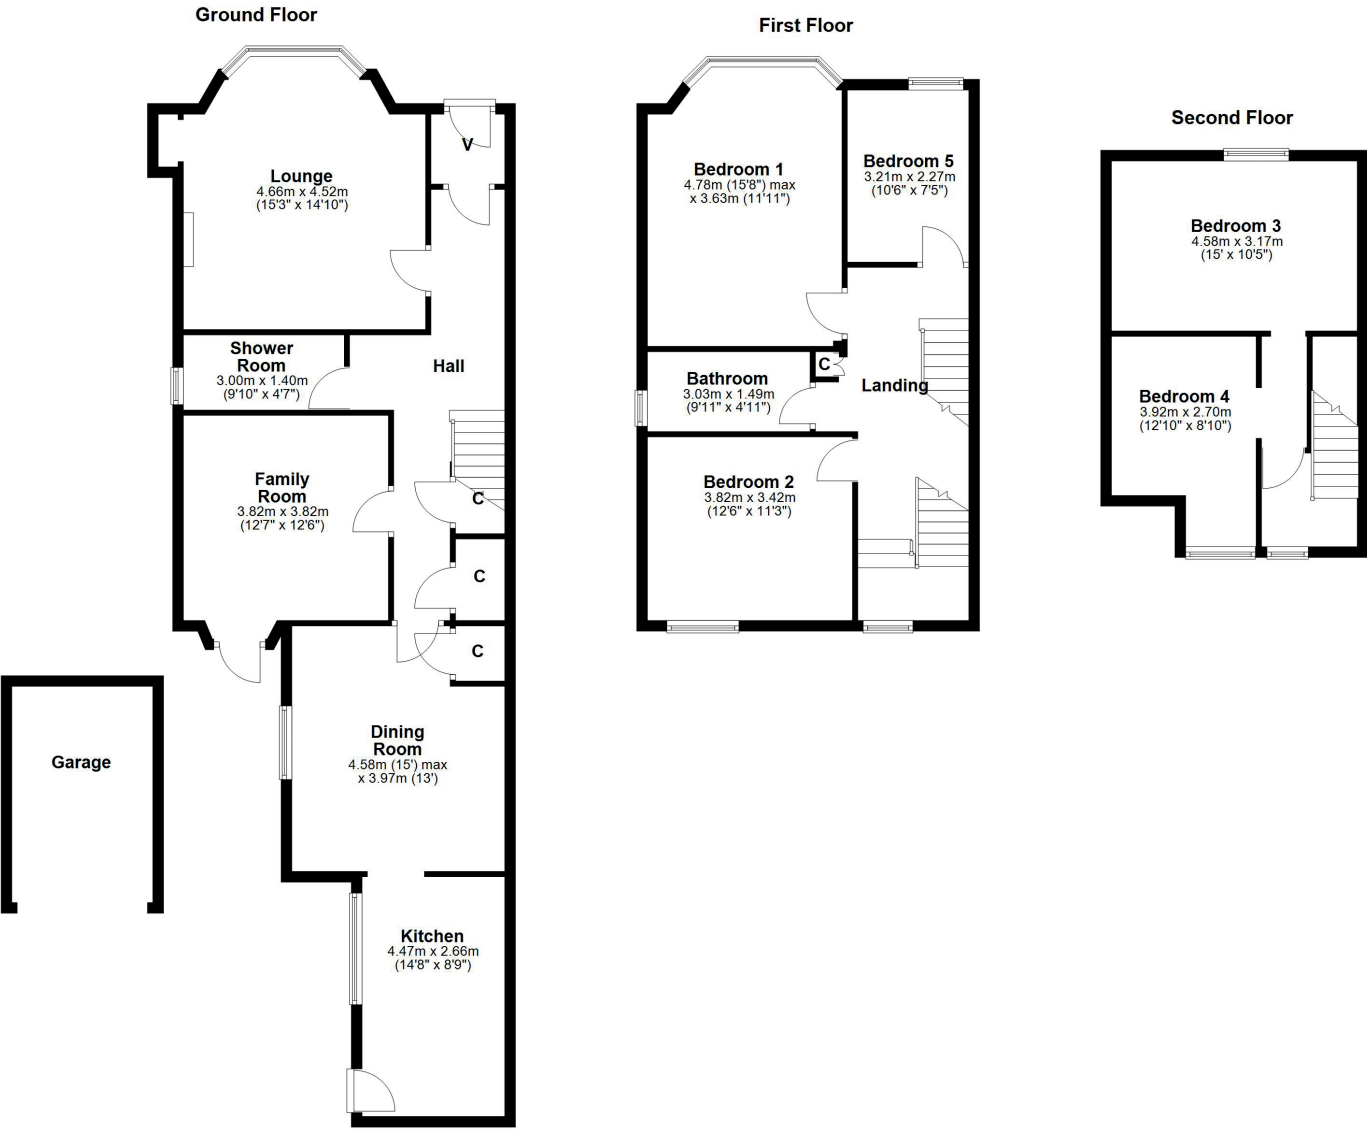 Ground Floor
V
Lounge
4.66m x 4.52m
(15'3" x 14'10")
Shower
Room
3.00m x 1.40m
(9'10" x 4'7")
Hall
Family
Room
3.82m x 3.82m
(12'7" x 12'6")
C
C
C
Dining
Room
4.58m (15') max
x 3.97m (13')
Garage
Kitchen
4.47m x 2.66m
(14'8" x 8'9")
First Floor
Bedroom 1
4.78m (15'8") max
x 3.63m (11'11")
Bedroom 5
3.21m x 2.27m
(10'6" x 7'5")
C
Bathroom
3.03m x 1.49m
(9'11" x 4'11")
Landing
Bedroom 2
3.82m x 3.42m
(12'6" x 11'3")
Second Floor
Bedroom 3
4.58m x 3.17m
(15' x 10'5")
Bedroom 4
3.92m x 2.70m
(12'10" x 8'10")